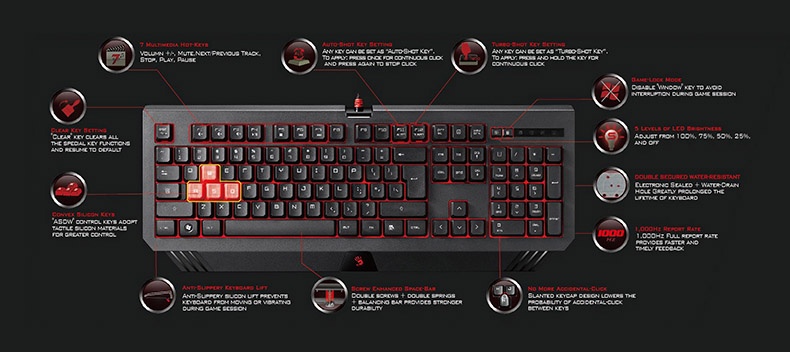 7 Multimedia Hot-Keys
Volumn +/-, Mute,Next/Previous Track,
Stop, Play, Pause
Auto-Shot Key Setting
Any key can be set as "Auto-Shot Key".
To apply: press once for continuous click
and press again to stop click
Turbo-Shot Key Setting
Any key can be set as "Turbo-Shot Key".
To apply: press and hold the key for
continuous click
Game-Lock Mode
Disable 'Window' key to avoid
interruption during game session
Clear Key Setting
"Clear" key clears all
the special key functions
and resume to default
5 Levels of LED Brightness
Adjust from 100%, 75%, 50%, 25%,
and off
Double Secured Water-Resistant
Electronic Sealed + Water-Drain
hole Greatly prolonged the
lifetime of keyboard
Convex Silicon Keys
"ASDW" control keys adopt
tactile silicon materials
for greater control
1000
Hz
1,000Hz Report Rate
1,000Hz Full report rate
provides faster and
timely feedback
Anti-Slippery Keyboard Lift
Anti-Slippery silicon lift prevents
keyboard from moving or vibrating
during game session
Screw Enhanced Space-Bar
Double screws + double springs
+ balancing bar provides stronger
durability
No More Accidental-Click
Slanted keycap design lowers the
probability of accidental-click
between keys